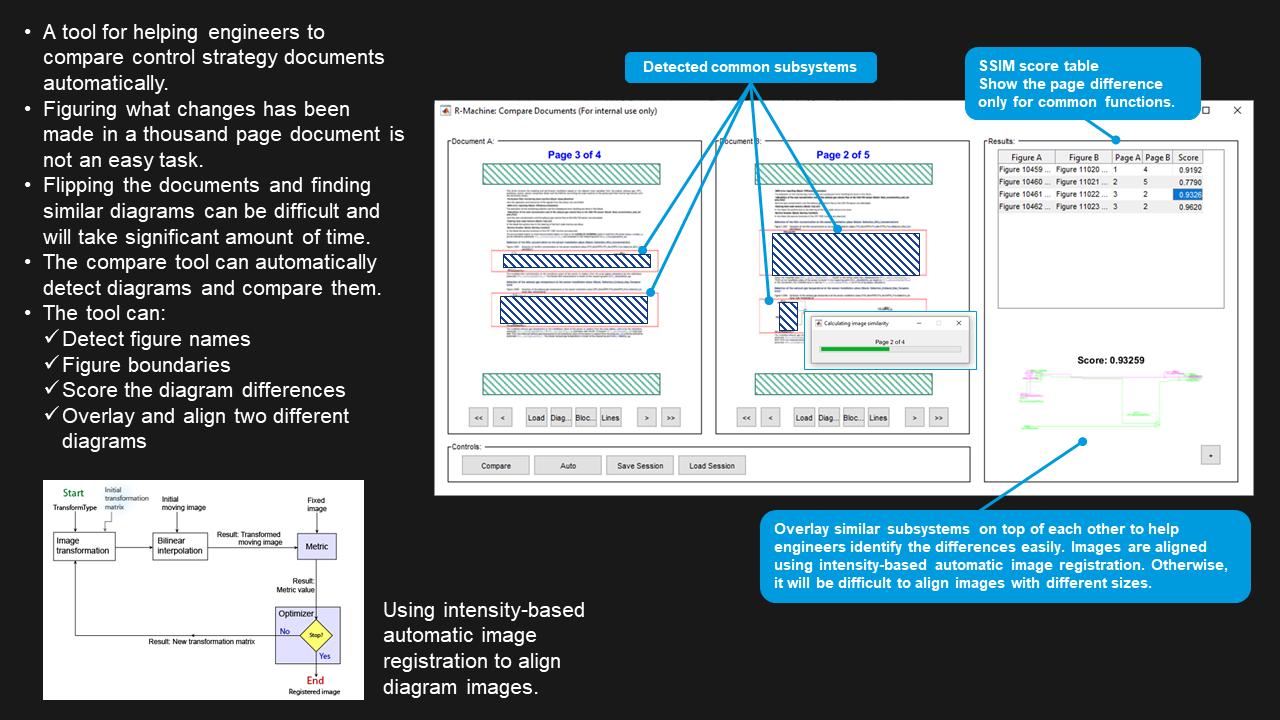 • A tool for helping engineers to
compare control strategy documents
automatically.
• Figuring what changes has been
made in a thousand page document is
not an easy task.
• Flipping the documents and finding
similar diagrams can be difficult and
will take significant amount of time.
• The compare tool can automatically
detect diagrams and compare them.
• The tool can:
✓ Detect figure names
✓ Figure boundaries
✓ Score the diagram differences
✓ Overlay and align two different
diagrams
Detected common subsystems
SSIM score table
Show the page difference
only for common functions.
R-Machine: Compare Documents (For internal use only)
Document A:
Page 3 of 4
<< < Load Diag... Bloc... Lines > >>
Page 2 of 5
<< < Load Diag... Bloc... Lines > >>
Calculating image similarity
Page 2 of 4
Controls:
Compare Auto Save Session Load Session
Results:
Figure A Figure B Page A Page B Score
Figure 10459 ... Figure 11020 ... 1 4 0.9192
Figure 10460 ... Figure 11021 ... 2 5 0.7790
Figure 10461 ... Figure 11022 ... 3 2 0.9326
Figure 10462 ... Figure 11023 ... 3 2 0.9620
Score: 0.93259
+
Overlay similar subsystems on top of each other to help
engineers identify the differences easily. Images are aligned
using intensity-based automatic image registration. Otherwise,
it will be difficult to align images with different sizes.
Start
TransformType
Initial
transformation
matrix
Initial
moving image
Fixed
image
Image
transformation
Bilinear
interpolation
Result: Transformed
moving image
Metric
Result:
Metric value
Optimizer
No
Stop?
Yes
Result: New transformation matrix
End
Registered image
Using intensity-based
automatic image
registration to align
diagram images.